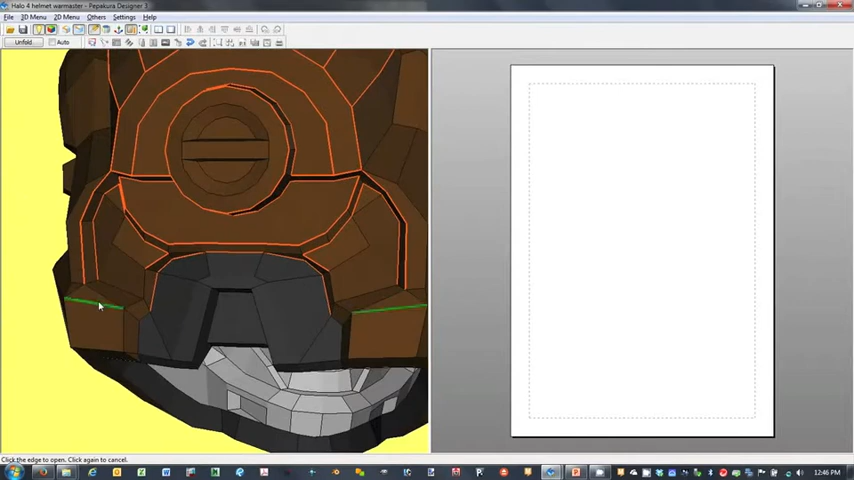 Halo 4 helmet warmaster - Pepakura Designer 3
File 3D Menu 2D Menu Others Settings Help
Unfold Auto
Click the edge to open. Click again to cancel.
12:46 PM